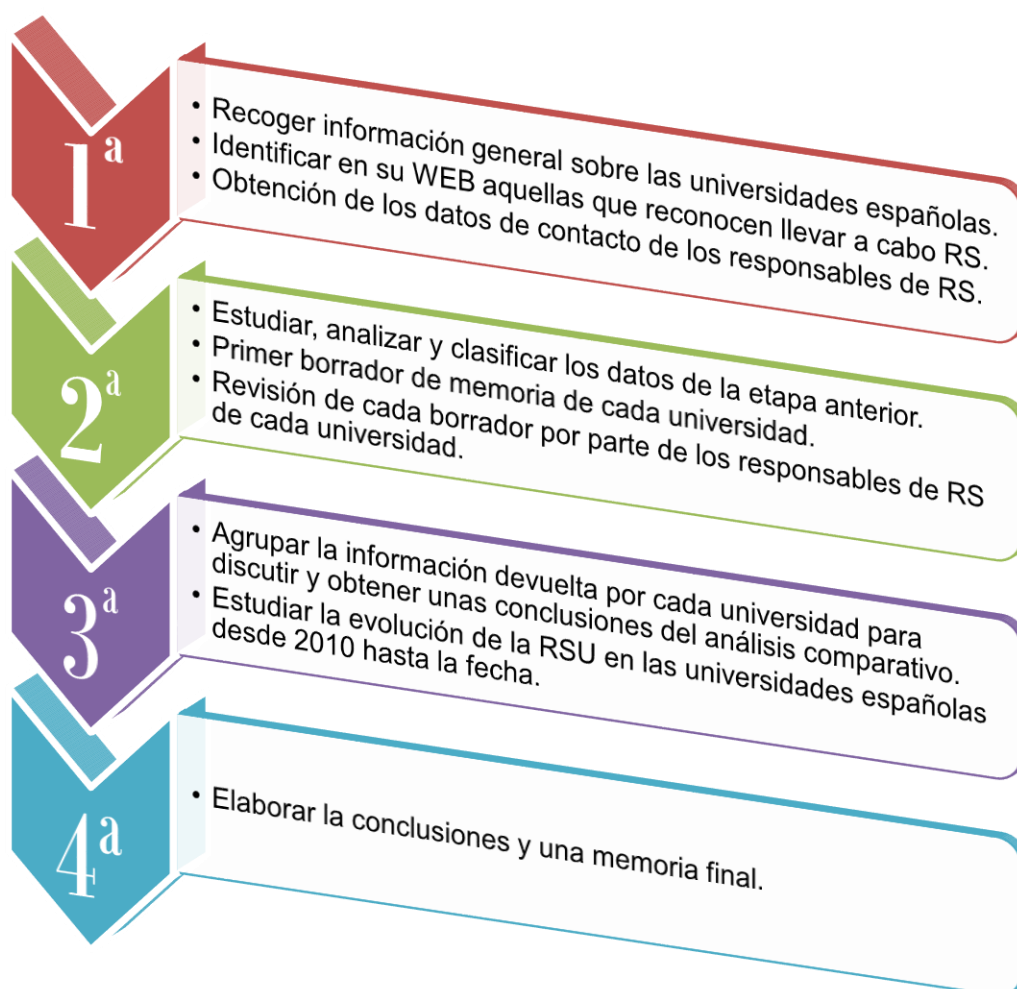 1ª
• Recoger información general sobre las universidades españolas.
• Identificar en su WEB aquellas que reconocen llevar a cabo RS.
• Obtención de los datos de contacto de los responsables de RS.
2ª
• Estudiar, analizar y clasificar los datos de la etapa anterior.
• Primer borrador de memoria de cada universidad.
• Revisión de cada borrador por parte de los responsables de RS
de cada universidad.
3ª
• Agrupar la información devuelta por cada universidad para
discutir y obtener unas conclusiones del análisis comparativo.
• Estudiar la evolución de la RSU en las universidades españolas
desde 2010 hasta la fecha.
4ª
• Elaborar la conclusiones y una memoria final.